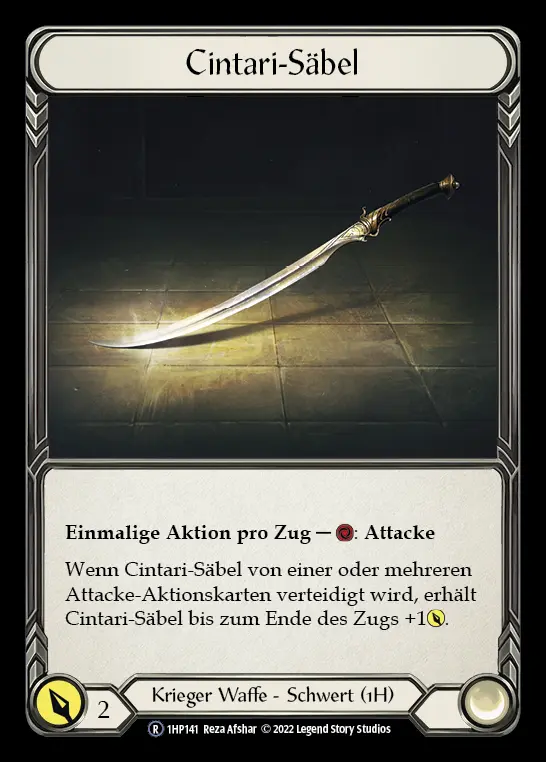 Cintari-Säbel
Einmalige Aktion pro Zug — : Attacke
Wenn Cintari-Säbel von einer oder mehreren
Attacke-Aktionskarten verteidigt wird, erhält
Cintari-Säbel bis zum Ende des Zugs +1.
2
Krieger Waffe - Schwert (1H)
R 1HP141 Reza Afshar © 2022 Legend Story Studios